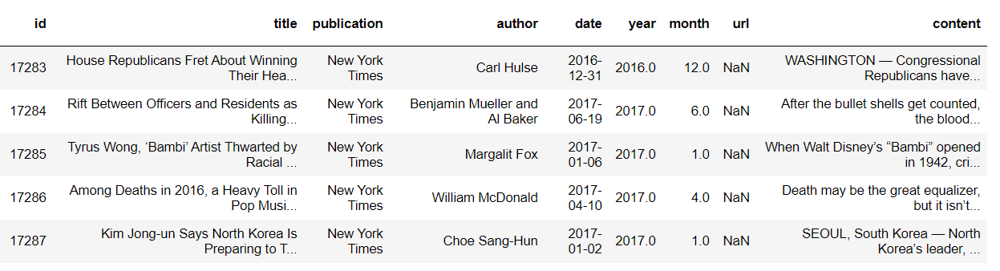 id title publication author date year month url content
17283 House Republicans Fret About Winning Their Hea... New York Times Carl Hulse 2016-12-31 2016.0 12.0 NaN WASHINGTON — Congressional Republicans have...
17284 Rift Between Officers and Residents as Killing... New York Times Benjamin Mueller and Al Baker 2017-06-19 2017.0 6.0 NaN After the bullet shells get counted, the blood...
17285 Tyrus Wong, ‘Bambi’ Artist Thwarted by Racial ... New York Times Margalit Fox 2017-01-06 2017.0 1.0 NaN When Walt Disney’s “Bambi” opened in 1942, cri...
17286 Among Deaths in 2016, a Heavy Toll in Pop Musi... New York Times William McDonald 2017-04-10 2017.0 4.0 NaN Death may be the great equalizer, but it isn’t...
17287 Kim Jong-un Says North Korea Is Preparing to T... New York Times Choe Sang-Hun 2017-01-02 2017.0 1.0 NaN SEOUL, South Korea — North Korea’s leader, ...